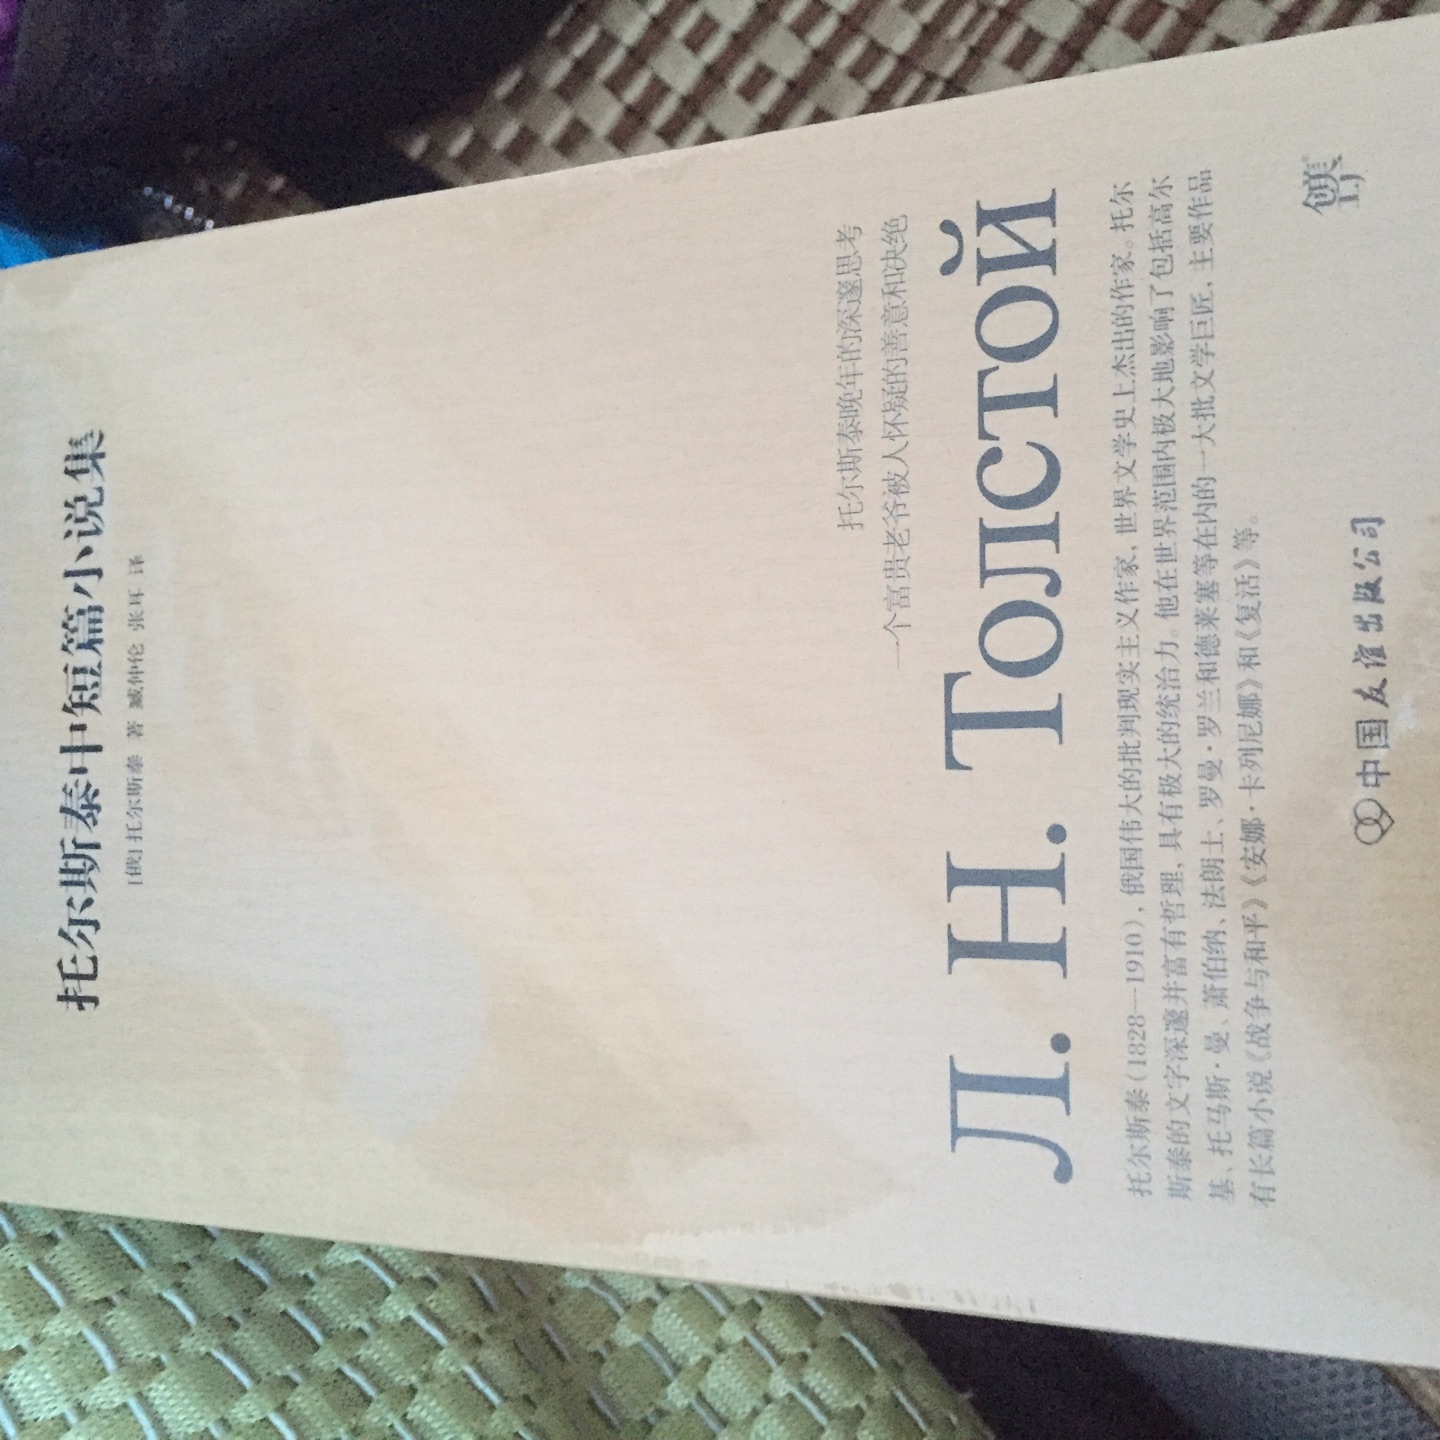 托尔斯泰中短篇小说集
[俄] 托尔斯泰 著 臧仲伦 张耳 译
托尔斯泰晚年的深邃思考
一个富贵老爷被人怀疑的善意和决绝
Л. Н. Толстой
托尔斯泰（1828—1910），俄国伟大的批判现实主义作家，世界文学史上杰出的作家。托尔
斯泰的文字深邃并富有哲理，具有极大的统治力。他在世界范围内极大地影响了包括高尔
基、托马斯·曼、萧伯纳、法朗士、罗曼·罗兰和德莱塞等在内的一大批文学巨匠，主要作品
有长篇小说《战争与和平》《安娜·卡列尼娜》和《复活》等。
中国友谊出版公司
创美